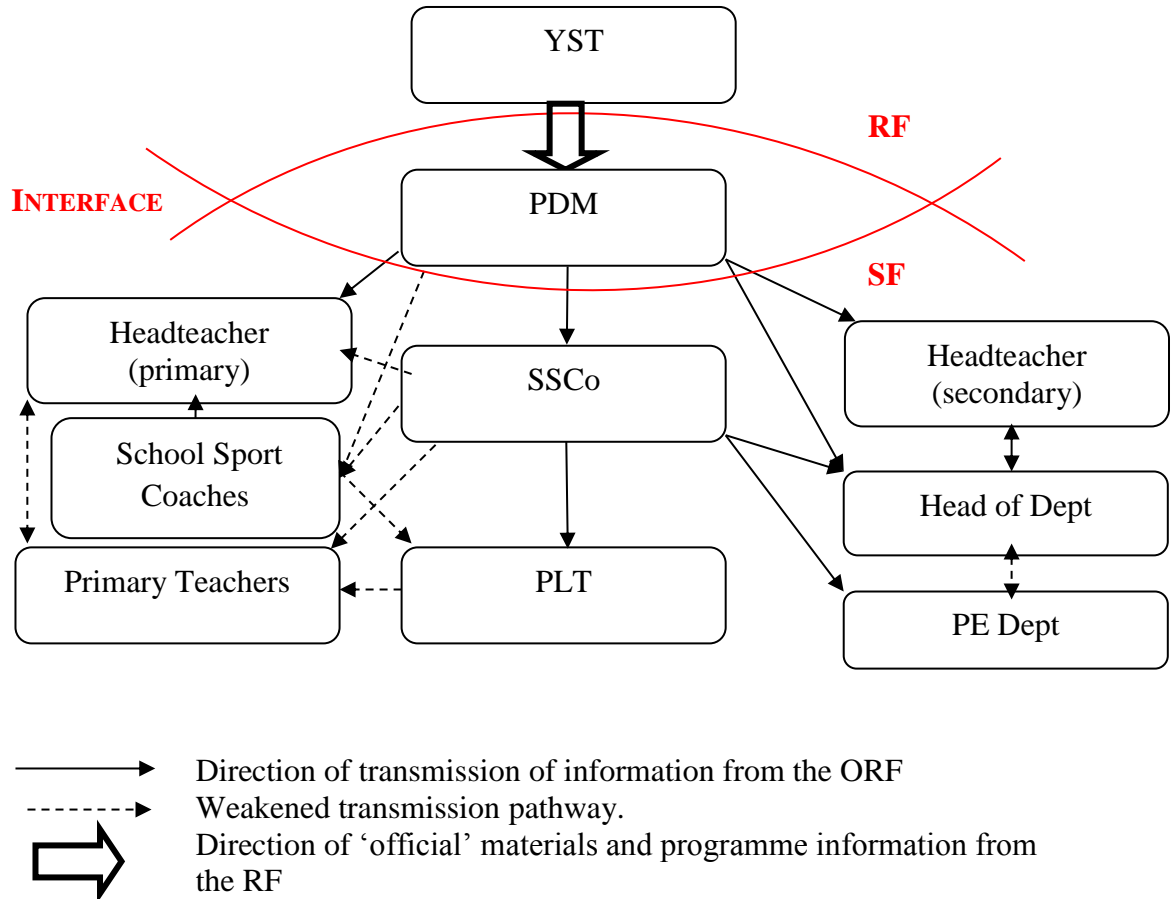 YST
RF
PDM
INTERFACE
SF
Headteacher
(primary)
SSCo
Headteacher
(secondary)
School Sport
Coaches
Head of Dept
Primary Teachers
PLT
PE Dept
Direction of transmission of information from the ORF
Weakened transmission pathway.
Direction of ‘official’ materials and programme information from
the RF